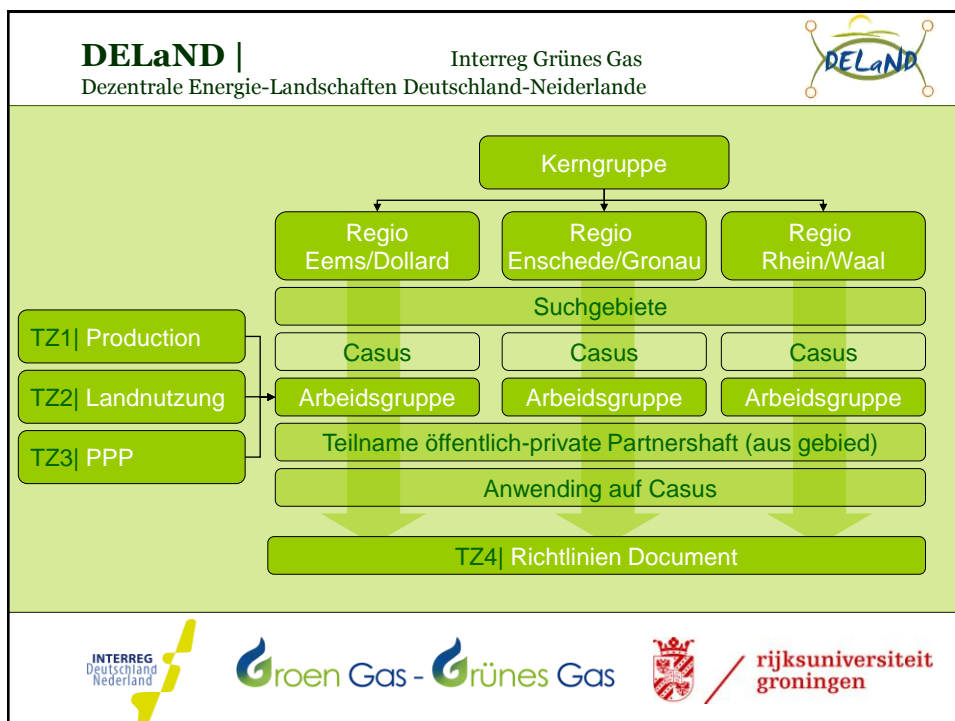 DELaND | Interreg Grünes Gas
Dezentrale Energie-Landschaften Deutschland-Neiderlande
DELaND
Kerngruppe
Regio
Eems/Dollard
Regio
Enschede/Gronau
Regio
Rhein/Waal
Suchgebiete
TZ1| Production
TZ2| Landnutzung
TZ3| PPP
Casus
Casus
Casus
Arbeidsgruppe
Arbeidsgruppe
Arbeidsgruppe
Teilname öffentlich-private Partnershaft (aus gebied)
Anwending auf Casus
TZ4| Richtlinien Document
INTERREG
Deutschland
Nederland
Groen Gas - Grünes Gas
rijksuniversiteit
groningen